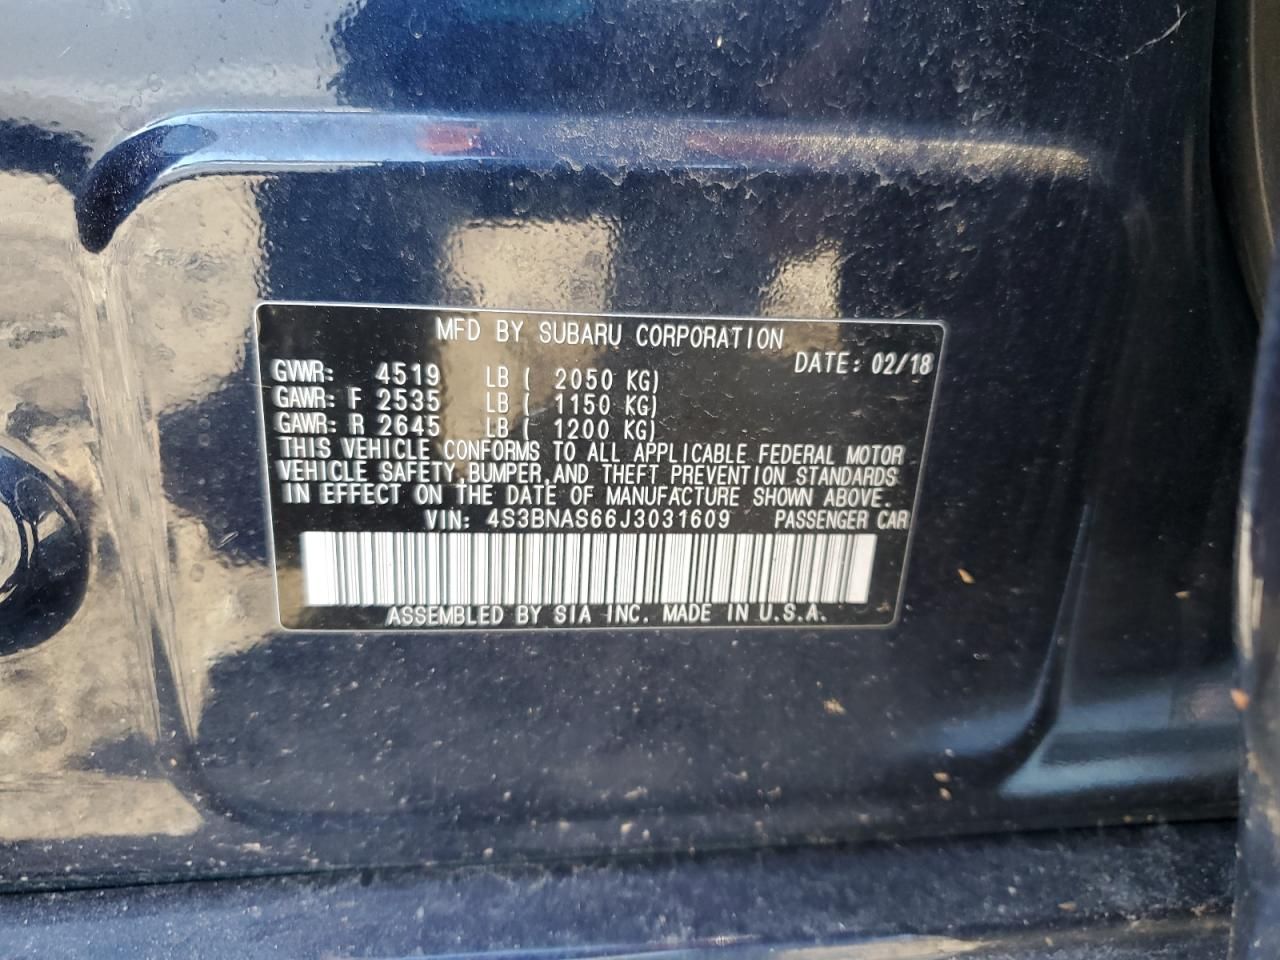 MFD BY SUBARU CORPORATION
DATE: 02/18
GVWR: 4519 LB ( 2050 KG)
GAWR: F 2535 LB ( 1150 KG)
GAWR: R 2645 LB ( 1200 KG)
THIS VEHICLE CONFORMS TO ALL APPLICABLE FEDERAL MOTOR
VEHICLE SAFETY,BUMPER,AND THEFT PREVENTION STANDARDS
IN EFFECT ON THE DATE OF MANUFACTURE SHOWN ABOVE.
VIN: 4S3BNAS66J3031609 PASSENGER CAR
ASSEMBLED BY SIA INC. MADE IN U.S.A.